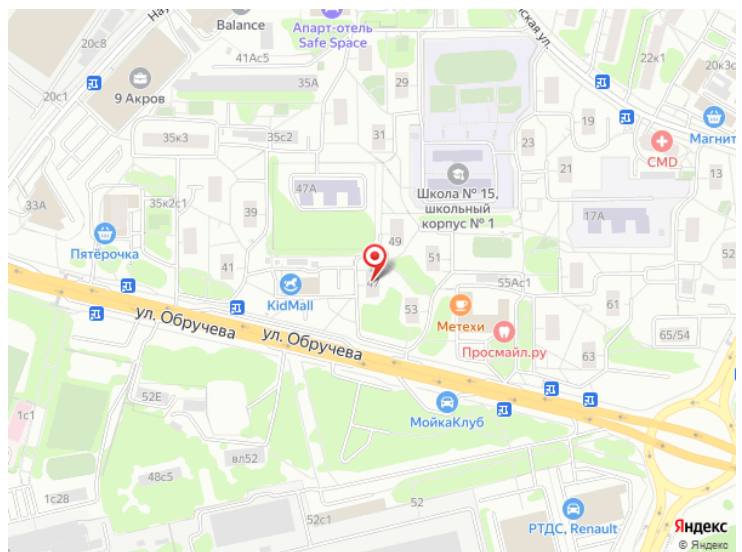 20с8
Balance
Апарт-отель
Safe Space
41Ас5
29
22к1
20к3с
20с1
9 Акров
35А
35к3
35с2
31
23
19
Магнит
CMD
21
13
47А
Школа № 15,
школьный
корпус № 1
33А
35к2с1
39
17А
Пятёрочка
49
41
51
52
47
55Ас1
KidMall
53
61
Метехи
65/54
Просмайл.ру
63
ул. Обручева
ул. Обручева
52Е
1с1
МойкаКлуб
вл52
48с5
1с28
52
52с1
РТДС, Renault
Яндекс
© Яндекс